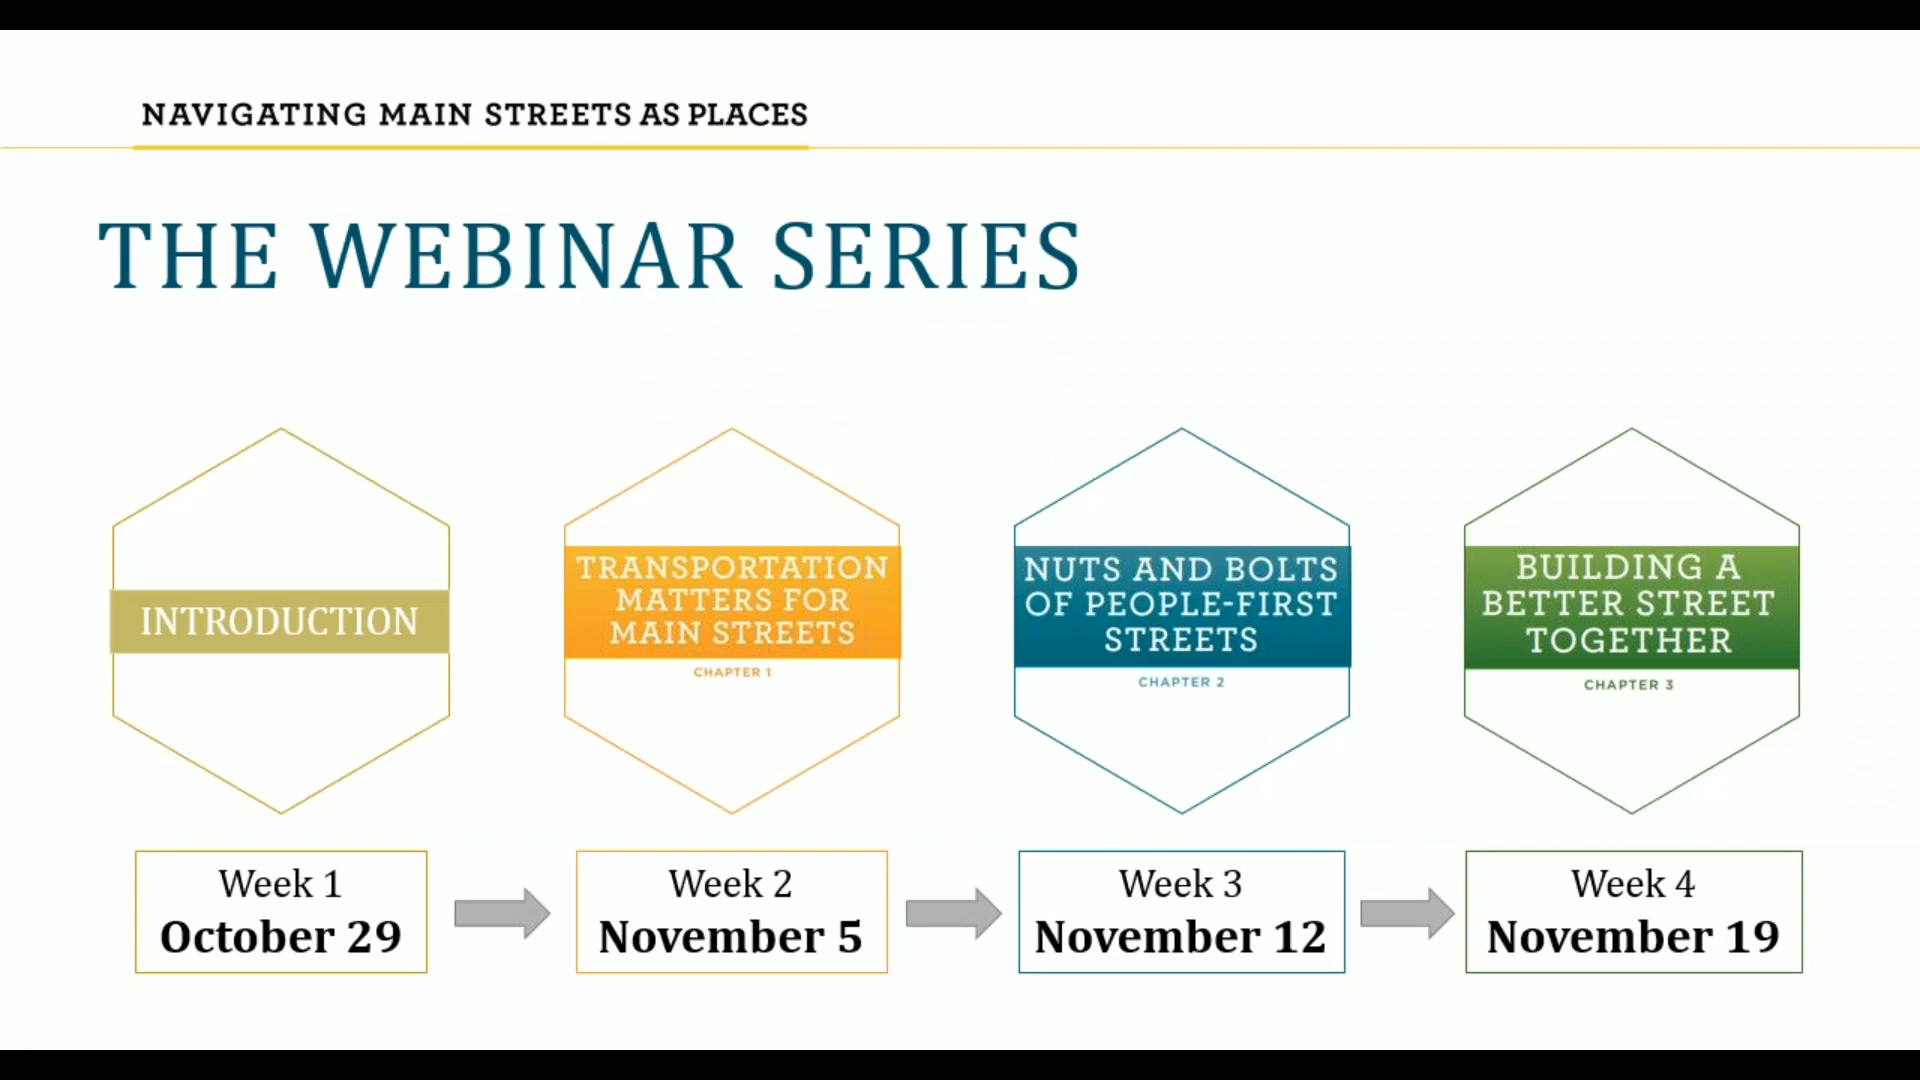 NAVIGATING MAIN STREETS AS PLACES
THE WEBINAR SERIES
INTRODUCTION
TRANSPORTATION
MATTERS FOR
MAIN STREETS
CHAPTER 1
NUTS AND BOLTS
OF PEOPLE-FIRST
STREETS
CHAPTER 2
BUILDING A
BETTER STREET
TOGETHER
CHAPTER 3
Week 1
October 29
Week 2
November 5
Week 3
November 12
Week 4
November 19